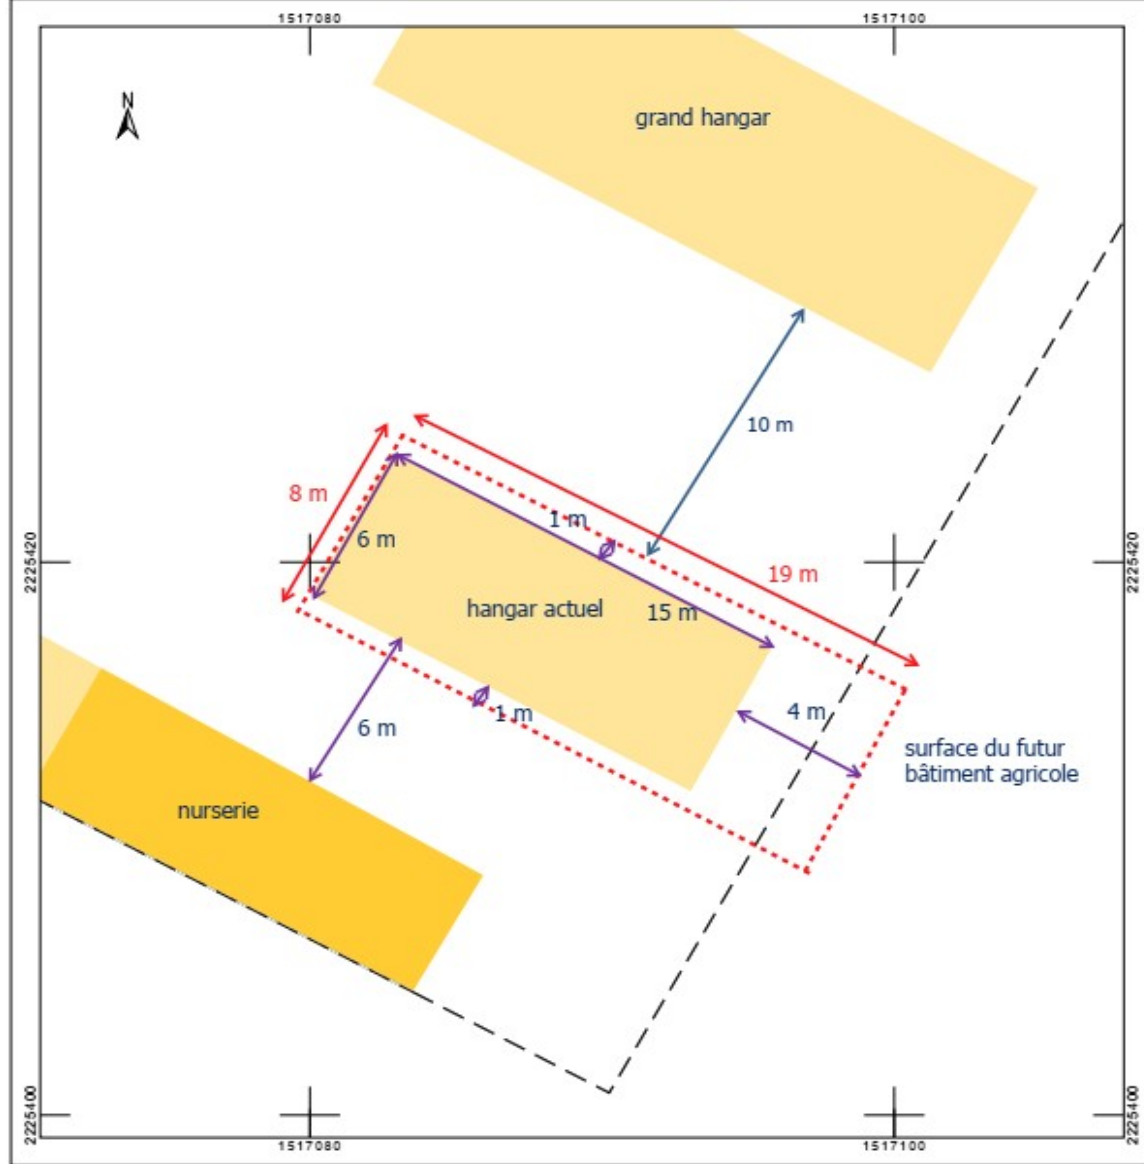 1517080
1517100
N
grand hangar
10 m
8 m
1 m
6 m
2225420
2225420
19 m
hangar actuel
15 m
6 m
1 m
4 m
surface du futur
bâtiment agricole
nurserie
2225400
2225400
1517080
1517100